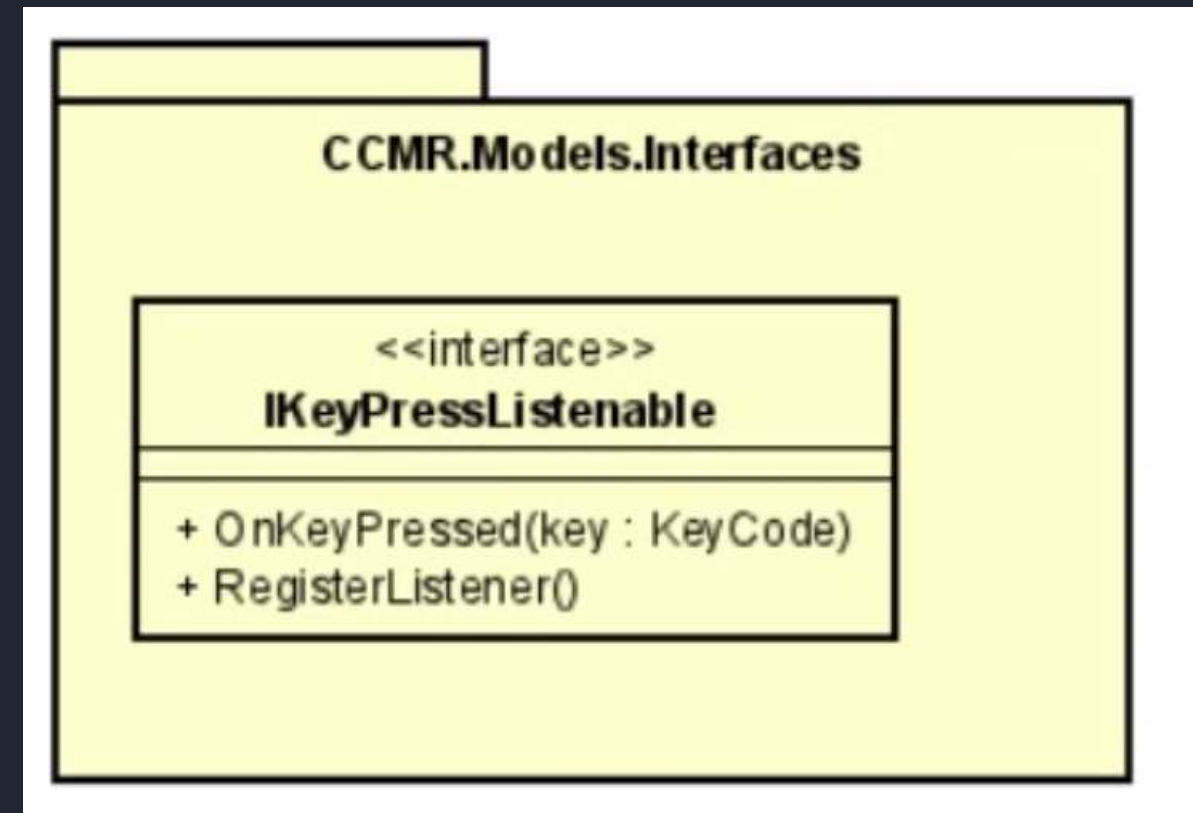 CCMR.Models.Interfaces
<<interface>>
IKeyPressListenable
+ OnKeyPressed(key : KeyCode)
+ RegisterListener()